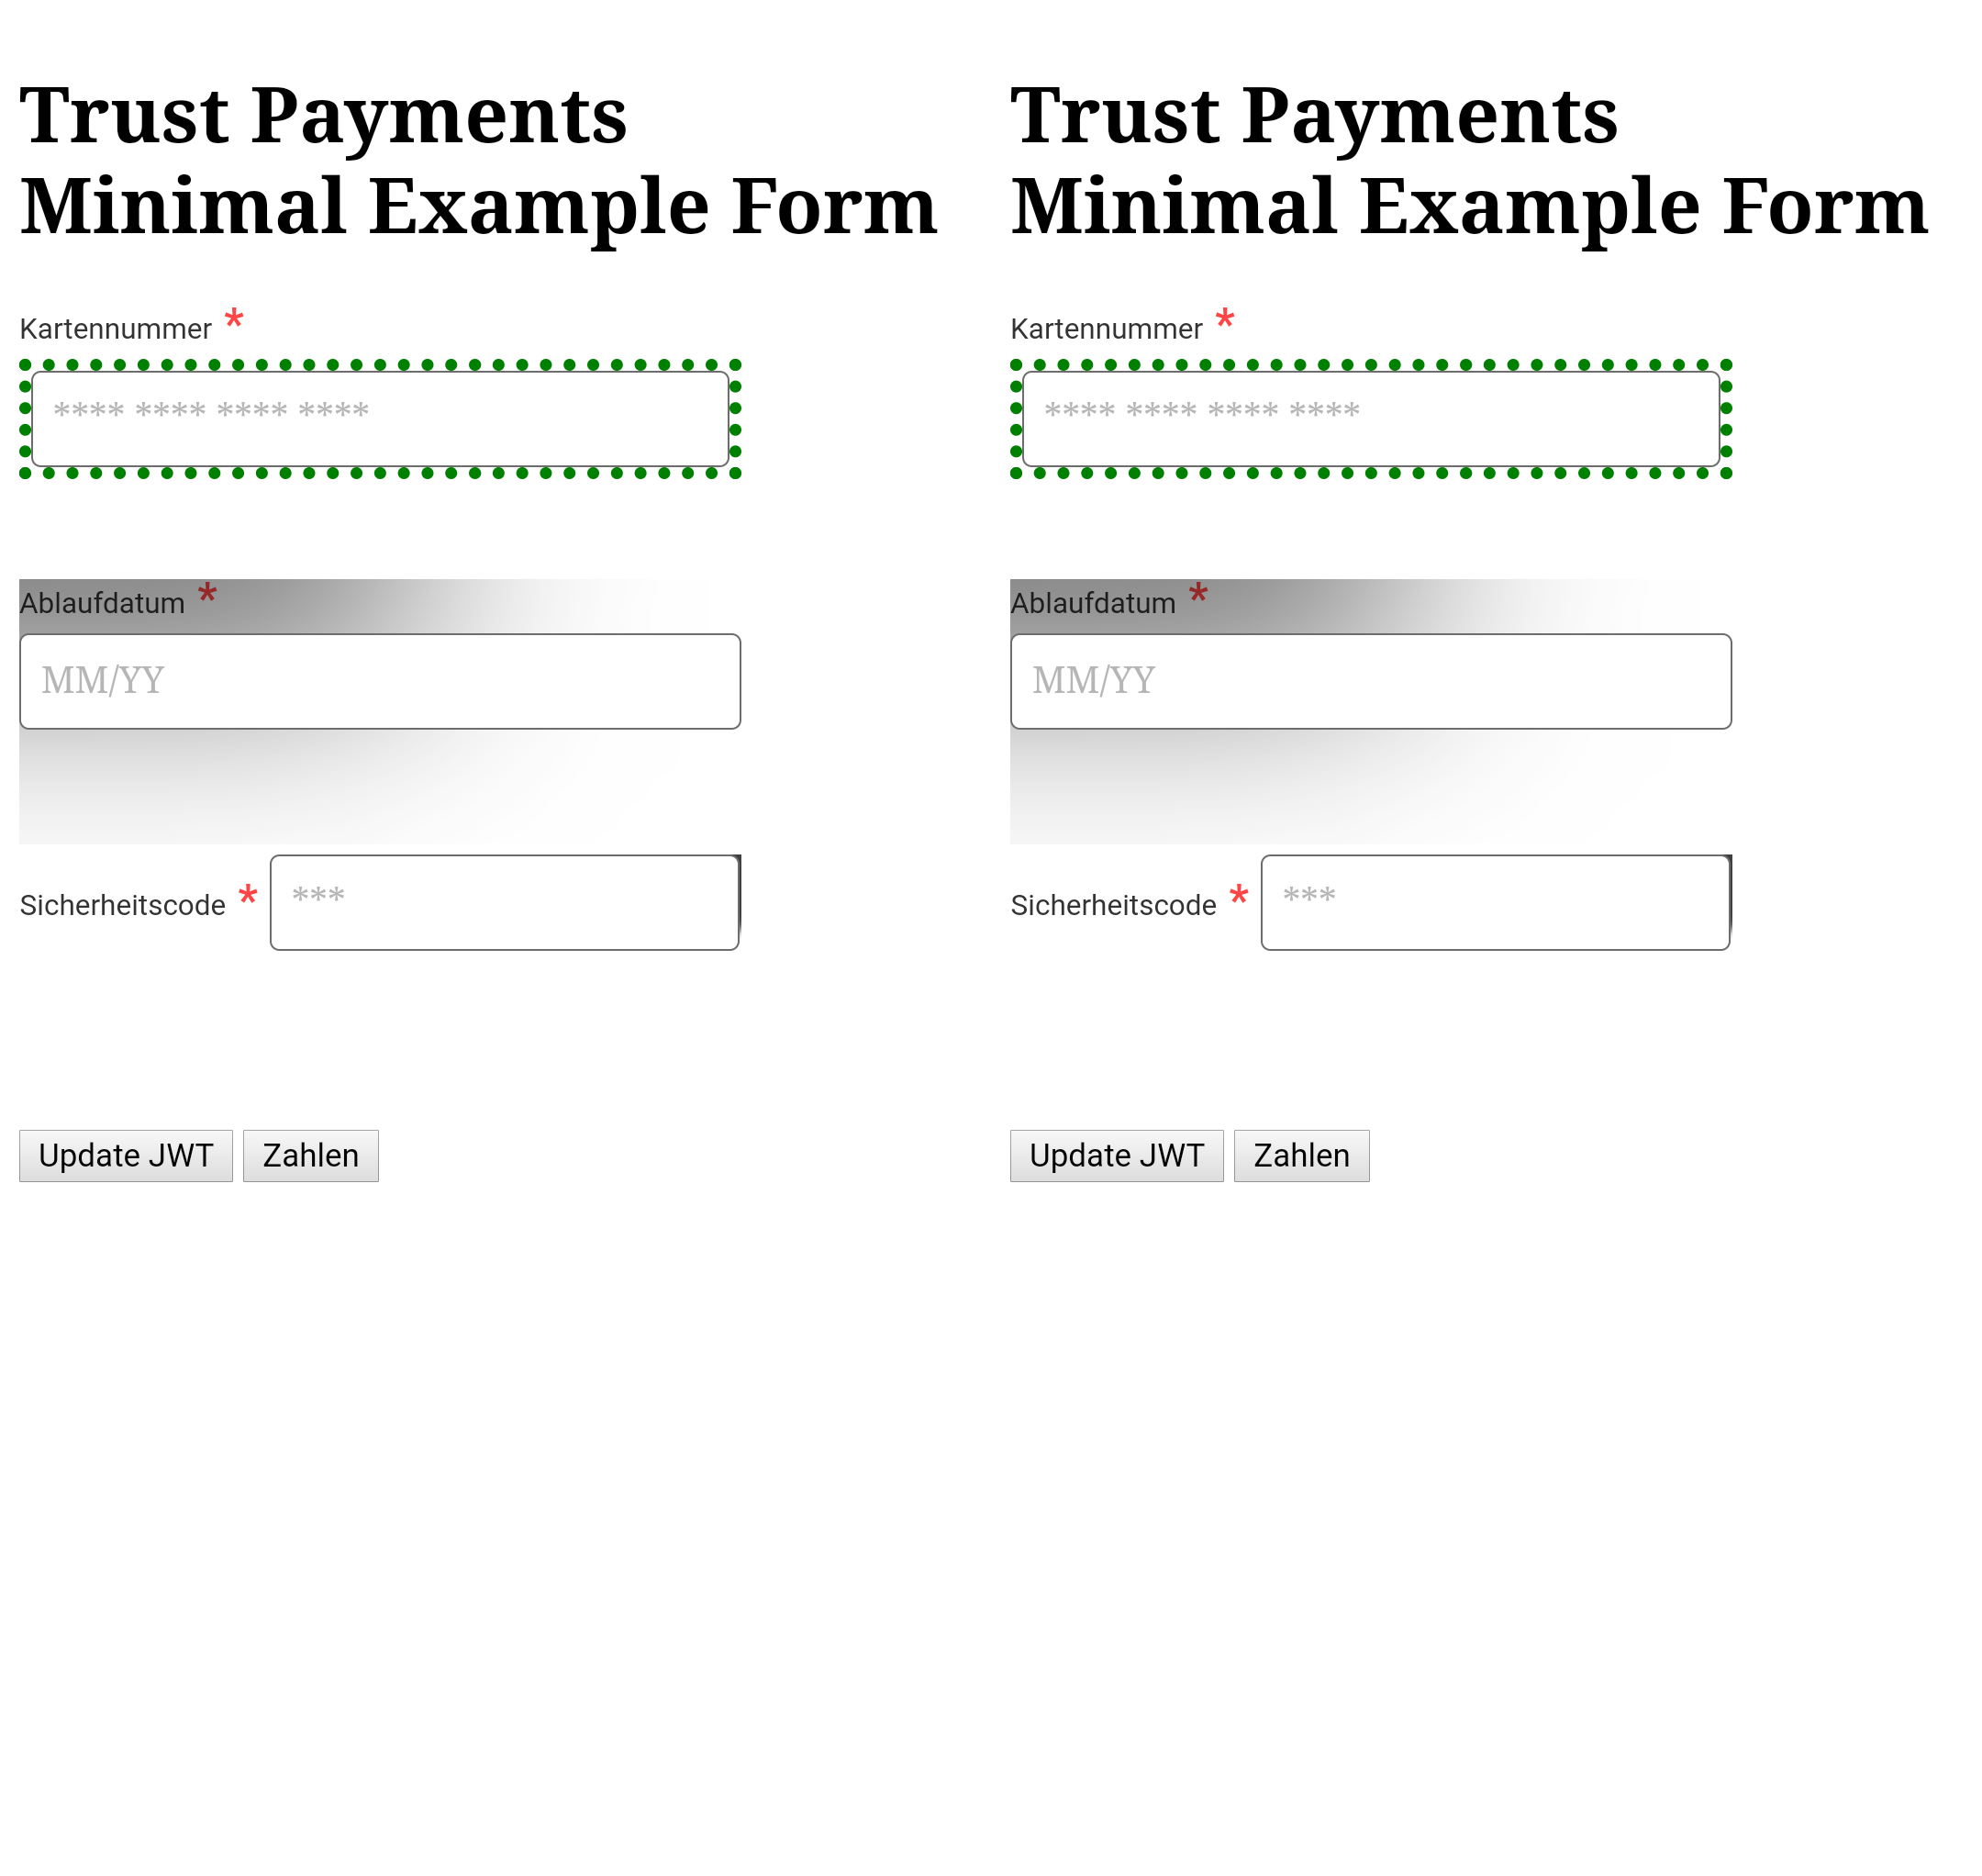 Trust Payments
Minimal Example Form
Kartennummer *
**** **** **** ****
Ablaufdatum *
MM/YY
Sicherheitscode * ***
Update JWT Zahlen
Trust Payments
Minimal Example Form
Kartennummer *
**** **** **** ****
Ablaufdatum *
MM/YY
Sicherheitscode * ***
Update JWT Zahlen